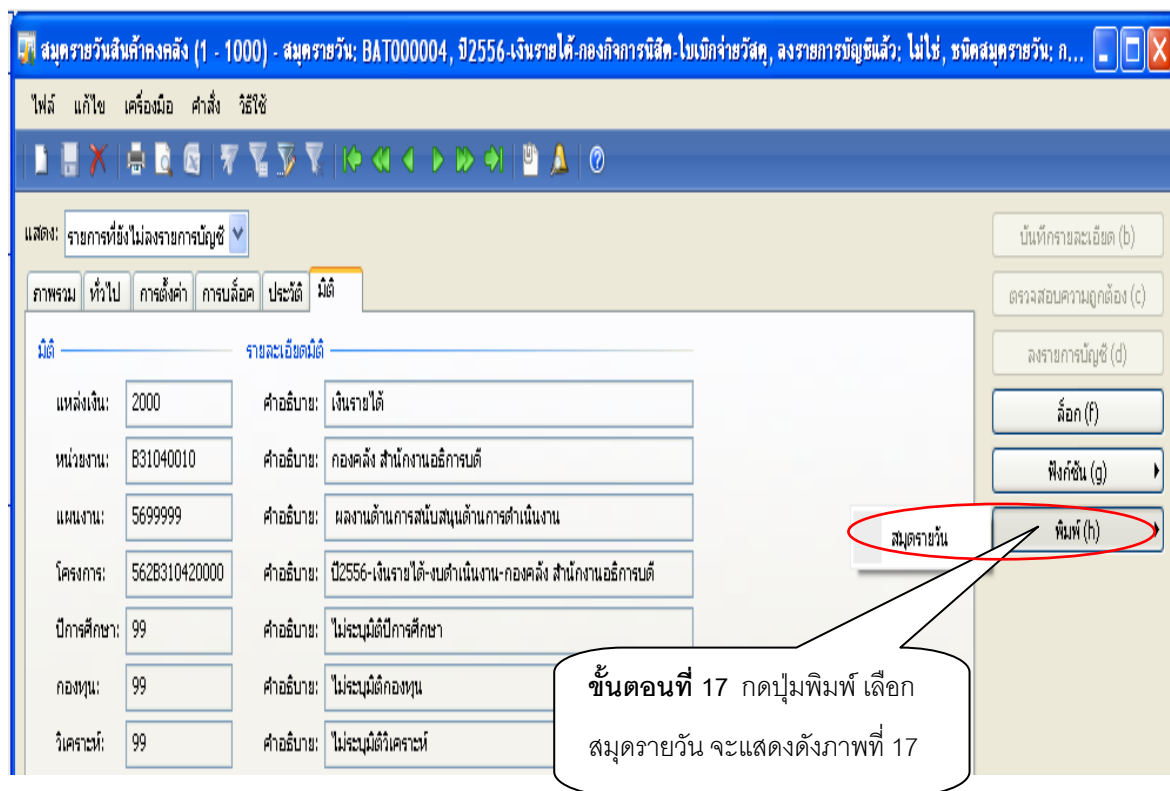 สมุดรายวันสินค้าคงคลัง (1 - 1000) - สมุดรายวัน: BAT000004, ปี2556-เงินรายได้-กองกิจการนิสิต-ใบเบิกจ่ายวัสดุ, ลงรายการบัญชีแล้ว: ไม่ใช่, ชนิดสมุดรายวัน: ก...
ไฟล์ แก้ไข เครื่องมือ คำสั่ง วิธีใช้
แสดง: รายการที่ยังไม่ลงรายการบัญชี
บันทึกรายละเอียด (b)
ภาพรวม ทั่วไป การตั้งค่า การบล็อค ประวัติ มิติ
ตรวจสอบความถูกต้อง (c)
มิติ รายละเอียดมิติ
ลงรายการบัญชี (d)
แหล่งเงิน: 2000 คำอธิบาย: เงินรายได้
ล็อก (f)
หน่วยงาน: B31040010 คำอธิบาย: กองคลัง สำนักงานอธิการบดี
ฟังก์ชัน (g)
แผนงาน: 5699999 คำอธิบาย: ผลงานด้านการสนับสนุนด้านการดำเนินงาน
สมุดรายวัน พิมพ์ (h)
โครงการ: 562B310420000 คำอธิบาย: ปี2556-เงินรายได้-งบดำเนินงาน-กองคลัง สำนักงานอธิการบดี
ปีการศึกษา: 99 คำอธิบาย: ไม่ระบุมิติปีการศึกษา
กองทุน: 99 คำอธิบาย: ไม่ระบุมิติกองทุน
วิเคราะห์: 99 คำอธิบาย: ไม่ระบุมิติวิเคราะห์
ขั้นตอนที่ 17 กดปุ่มพิมพ์ เลือก
สมุดรายวัน จะแสดงดังภาพที่ 17